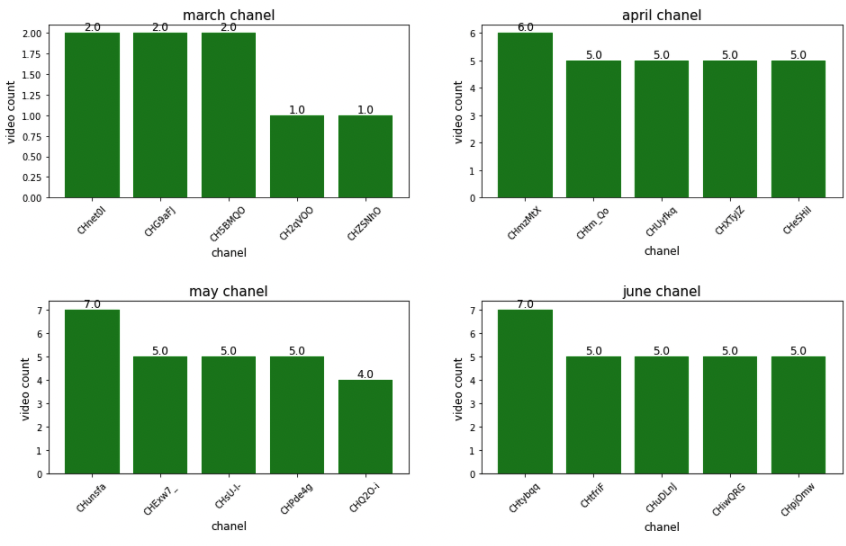 march chanel
2.0 2.0 2.0 1.0 1.0
2.00
1.75
1.50
1.25
1.00
0.75
0.50
0.25
0.00
video count
CHnet0I CHG9aFJ CH5BMQO CH2qVOO CHZSNhO
chanel
april chanel
6.0 5.0 5.0 5.0 5.0
6
5
4
3
2
1
0
video count
CHmzMtX CHtm_Qo CHUyfkq CHXTyjZ CHeSHiI
chanel
may chanel
7.0 5.0 5.0 5.0 4.0
7
6
5
4
3
2
1
0
video count
CHunsfa CHExw7_ CHsU-I- CHPde4g CHQ2O-i
chanel
june chanel
7.0 5.0 5.0 5.0 5.0
7
6
5
4
3
2
1
0
video count
CHtybqq CHtfriF CHuDLnJ CHiwQRG CHpjOmw
chanel